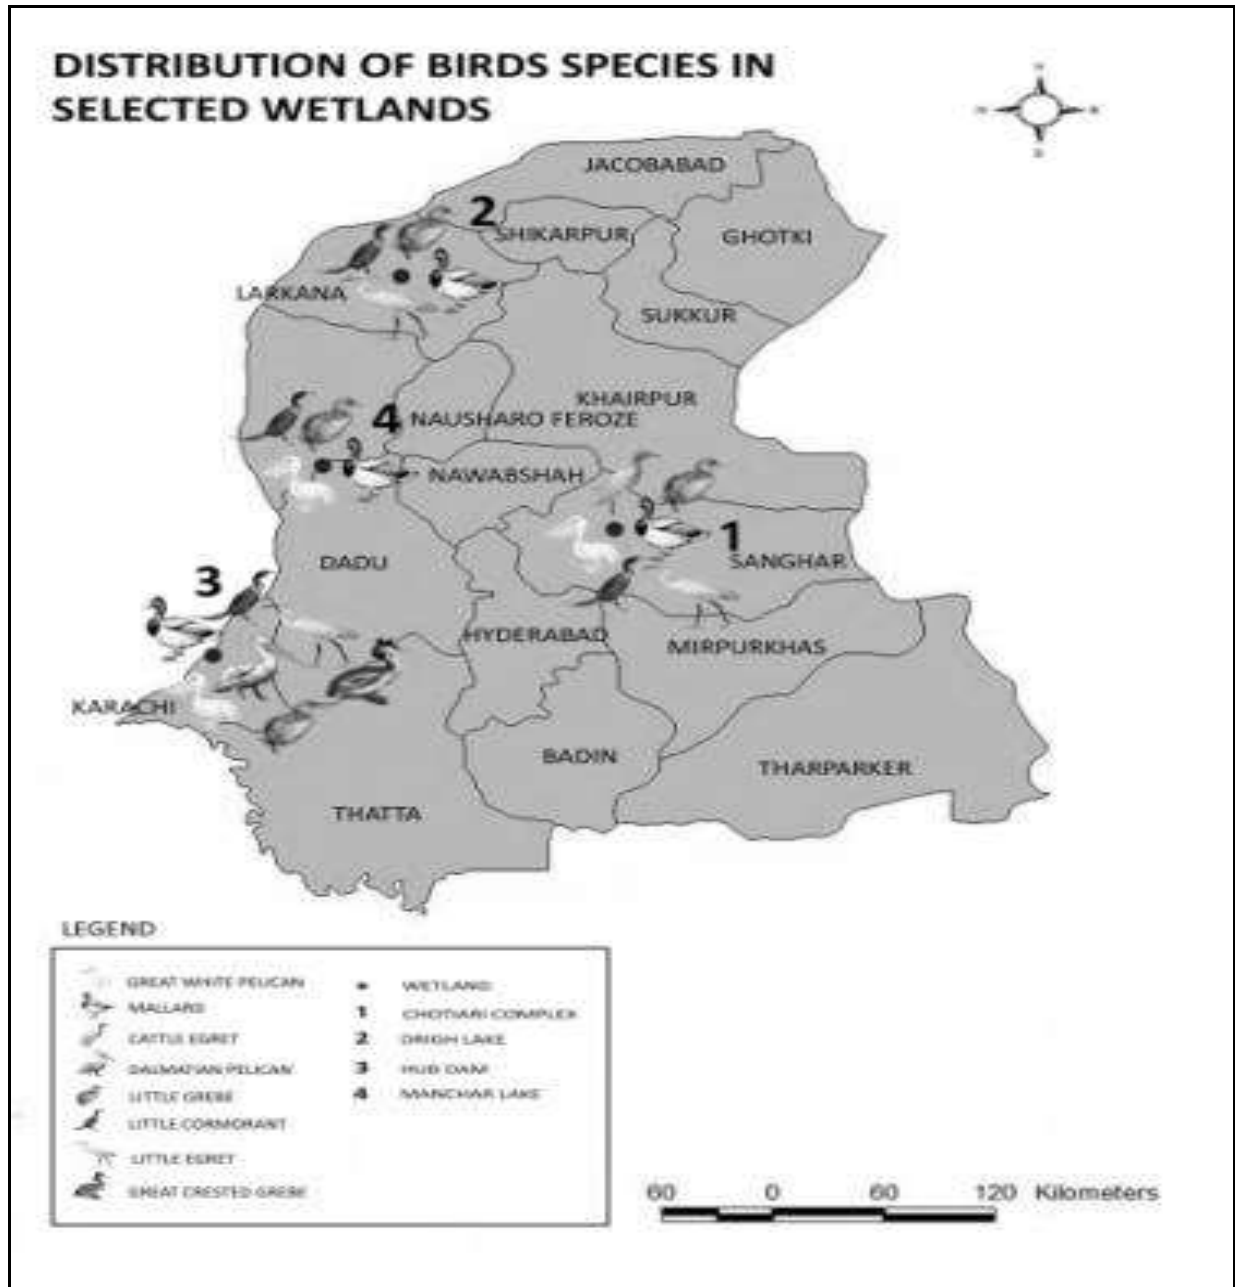 DISTRIBUTION OF BIRDS SPECIES IN
SELECTED WETLANDS
JACOBABAD
2
SHIKARPUR
GHOTKI
LARKANA
SUKKUR
KHAIRPUR
4
NAUSHARO FEROZE
NAWABSHAH
1
SANGHAR
DADU
3
HYDERABAD
MIRPURKHAS
KARACHI
BADIN
THARPARKER
THATTA
LEGEND
GREAT WHITE PELICAN
MALLARD
CATTLE EGRET
DALMATIAN PELICAN
LITTLE GREBE
LITTLE CORMORANT
LITTLE EGRET
GREAT CRESTED GREBE
WETLAND
1 CHOTIARI COMPLEX
2 DRIGH LAKE
3 HUB DAM
4 MANCHAR LAKE
60 0 60 120 Kilometers